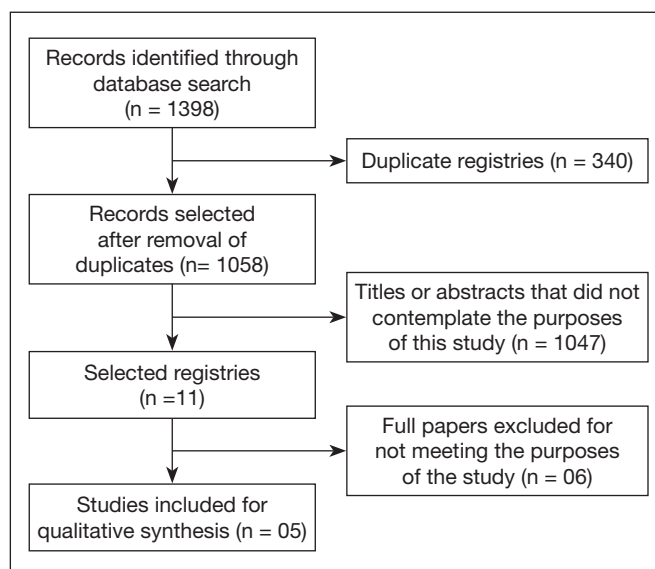 Records identified through
database search
(n = 1398)
Duplicate registries (n = 340)
Records selected
after removal of
duplicates (n= 1058)
Titles or abstracts that did not
contemplate the purposes
of this study (n = 1047)
Selected registries
(n =11)
Full papers excluded for
not meeting the purposes
of the study (n = 06)
Studies included for
qualitative synthesis (n = 05)